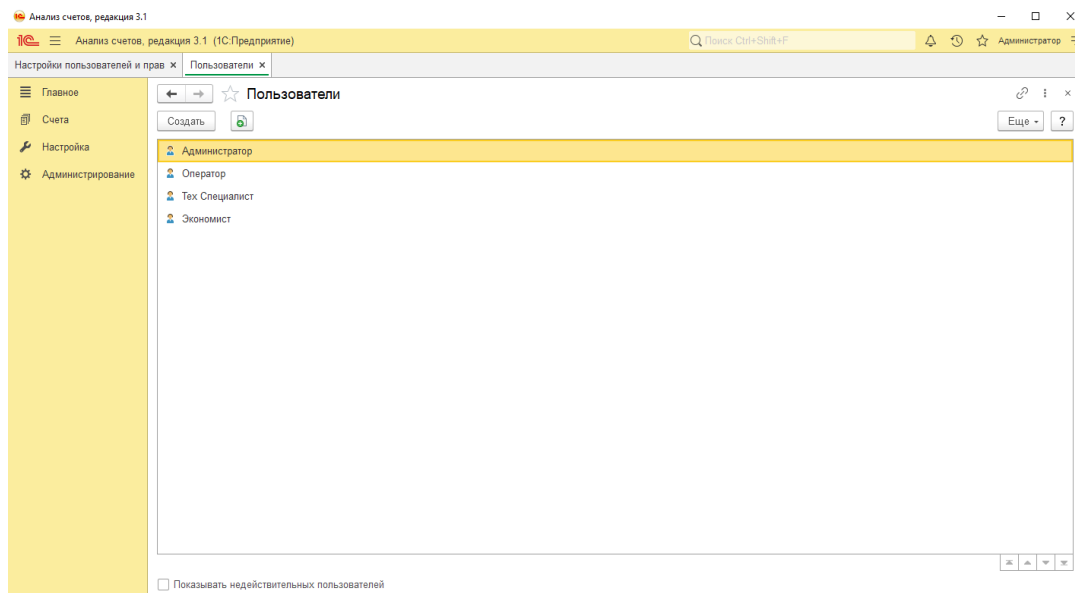 Анализ счетов, редакция 3.1
Анализ счетов, редакция 3.1 (1С:Предприятие)
Поиск Ctrl+Shift+F
Администратор
Настройки пользователей и прав
Пользователи
Главное
Счета
Настройка
Администрирование
Пользователи
Создать
Еще
?
Администратор
Оператор
Тех Специалист
Экономист
Показывать недействительных пользователей